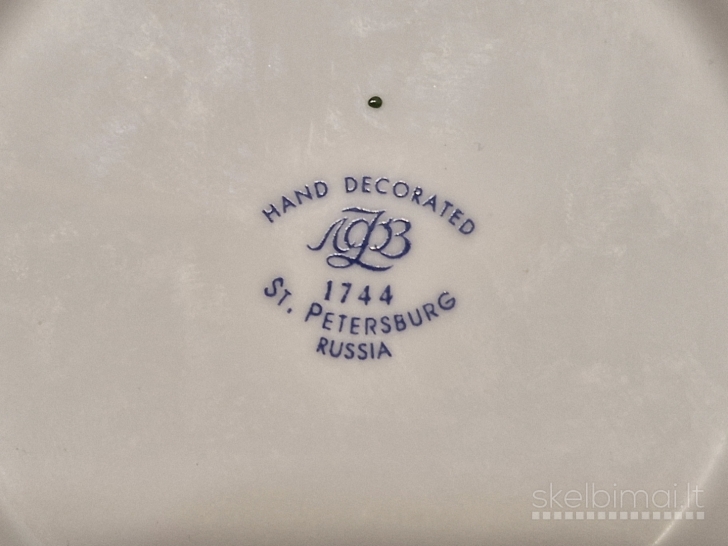 HAND DECORATED
ЛФЗ
1744
ST. PETERSBURG
RUSSIA
skelbimai.lt